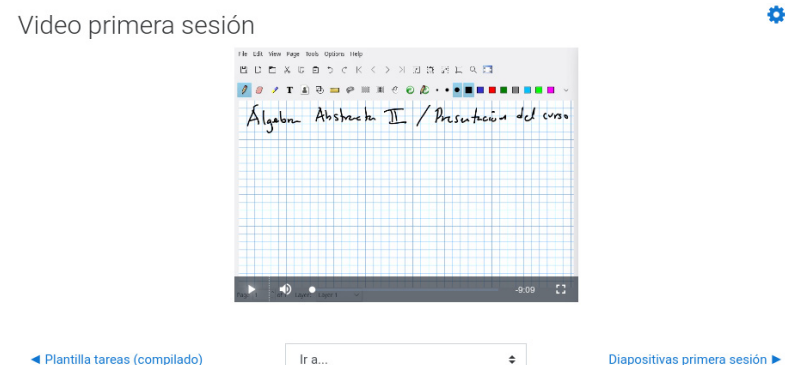 Video primera sesión
File Edit View Page Tools Options Help
Álgebra Abstracta II / Presentación del curso
-9:09
◄ Plantilla tareas (compilado)
Ir a...
Diapositivas primera sesión ►